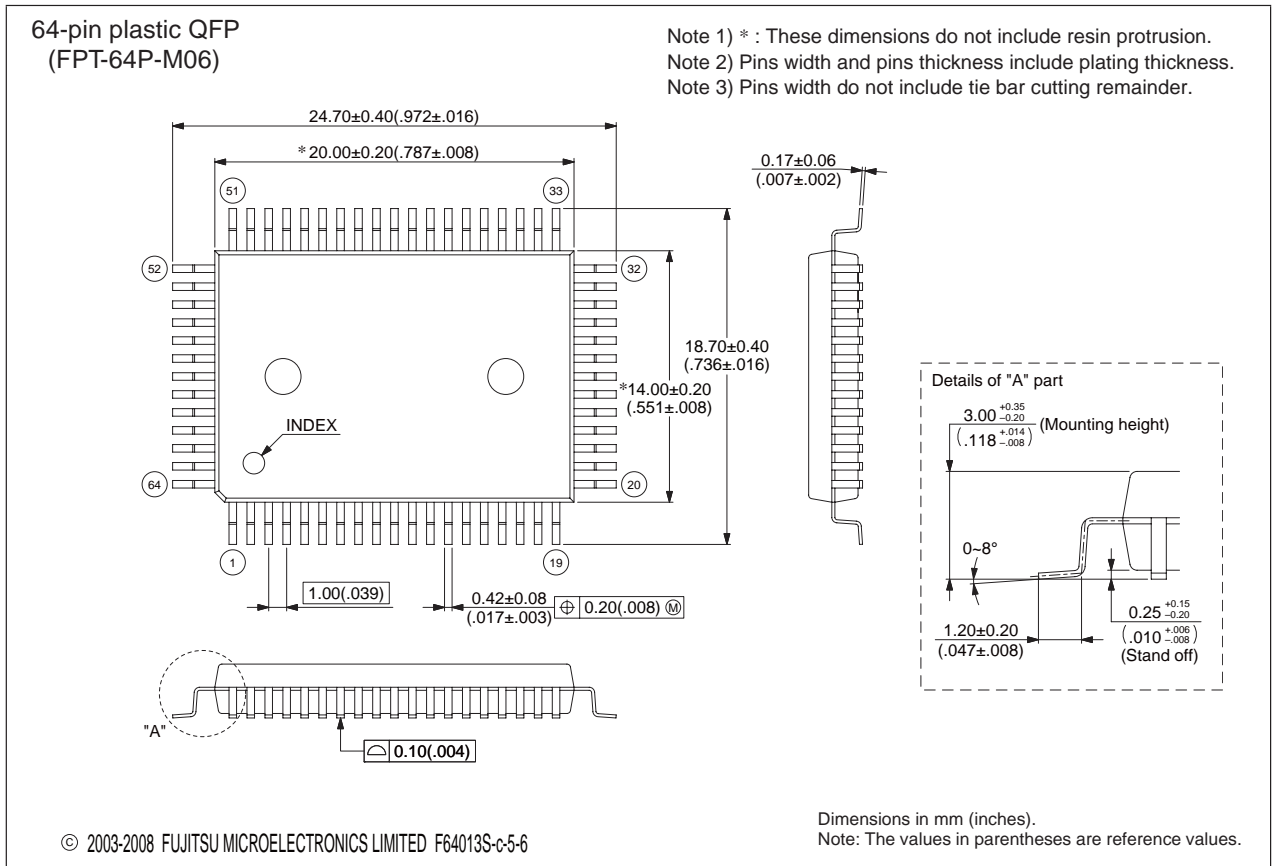 64-pin plastic QFP
(FPT-64P-M06)
Note 1) * : These dimensions do not include resin protrusion.
Note 2) Pins width and pins thickness include plating thickness.
Note 3) Pins width do not include tie bar cutting remainder.
24.70±0.40(.972±.016)
*20.00±0.20(.787±.008)
0.17±0.06
(.007±.002)
51
33
52
32
18.70±0.40
(.736±.016)
*14.00±0.20
(.551±.008)
INDEX
64
20
1
19
1.00(.039)
0.42±0.08
(.017±.003)
⌖ 0.20(.008) Ⓜ
Details of "A" part
3.00 +0.35 –0.20 (Mounting height)
(.118 +.014 –.008)
0~8°
1.20±0.20
(.047±.008)
0.25 +0.15 –0.20
(.010 +.006 –.008)
(Stand off)
"A"
⌓ 0.10(.004)
© 2003-2008 FUJITSU MICROELECTRONICS LIMITED F64013S-c-5-6
Dimensions in mm (inches).
Note: The values in parentheses are reference values.